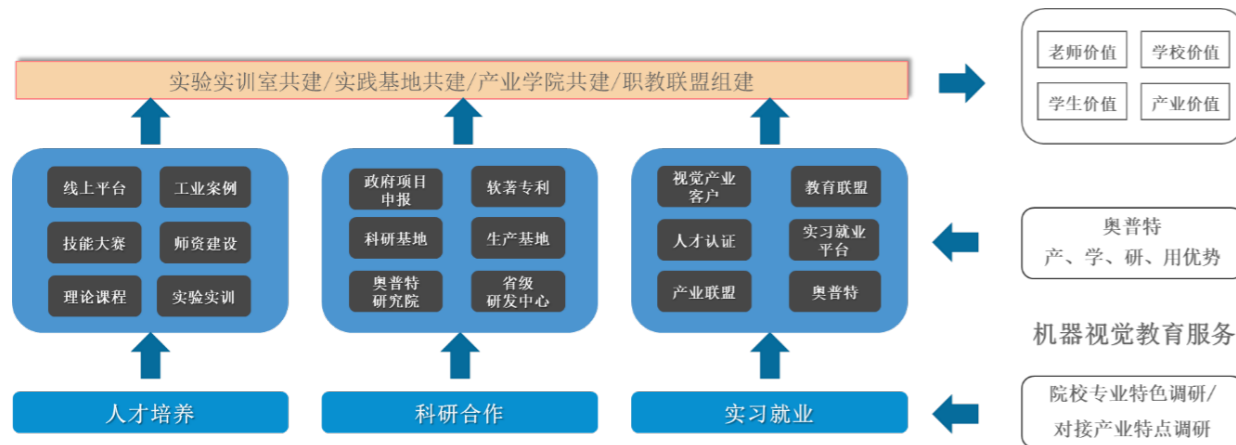 实验实训室共建/实践基地共建/产业学院共建/职教联盟组建
老师价值
学校价值
学生价值
产业价值
线上平台
工业案例
技能大赛
师资建设
理论课程
实验实训
政府项目
申报
软著专利
科研基地
生产基地
奥普特
研究院
省级
研发中心
视觉产业
客户
教育联盟
人才认证
实习就业
平台
产业联盟
奥普特
奥普特
产、学、研、用优势
机器视觉教育服务
人才培养
科研合作
实习就业
院校专业特色调研/
对接产业特点调研